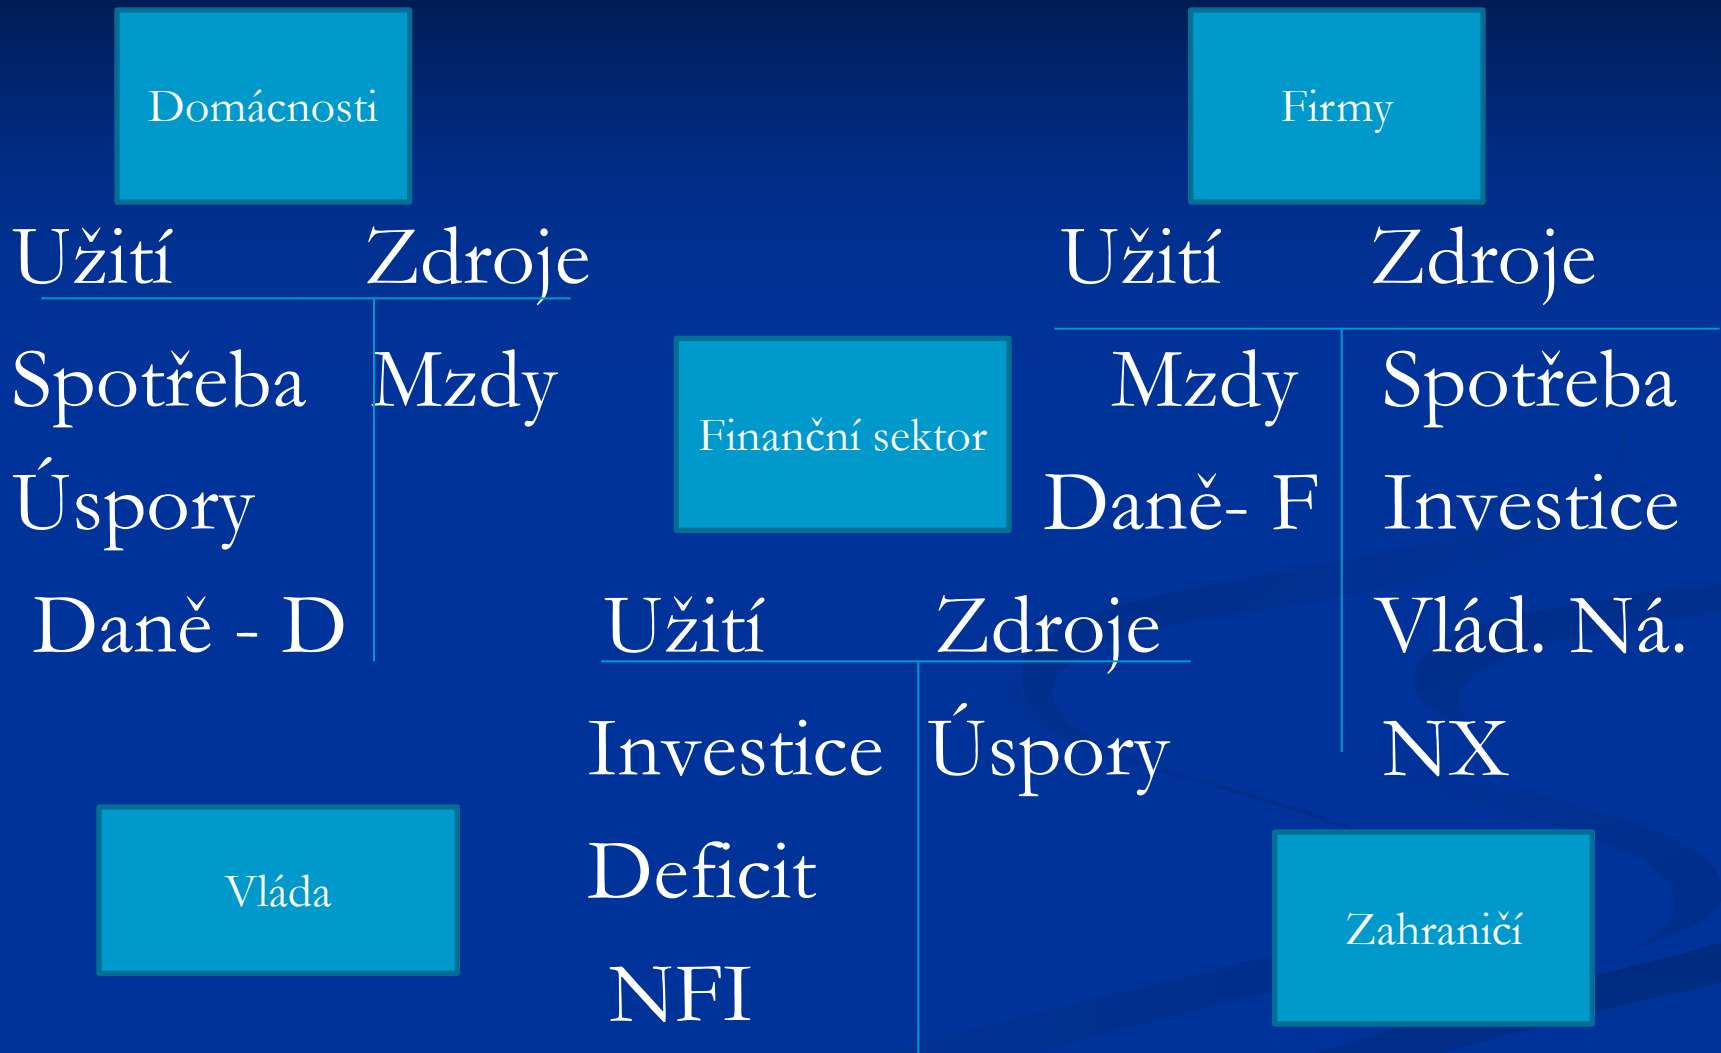 Domácnosti
Užití Zdroje
Spotřeba Mzdy
Úspory
Daně - D
Firmy
Užití Zdroje
Mzdy Spotřeba
Daně- F Investice
Vlád. Ná.
NX
Finanční sektor
Užití Zdroje
Investice Úspory
Deficit
NFI
Vláda
Zahraničí